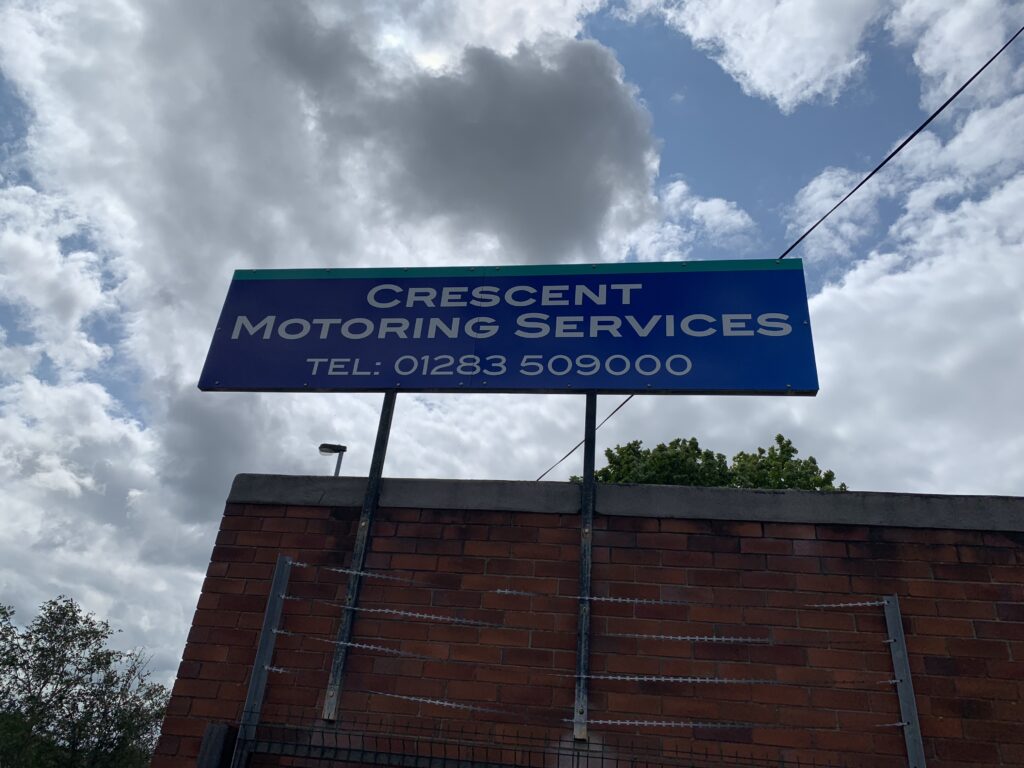 CRESCENT
MOTORING SERVICES
TEL: 01283 509000